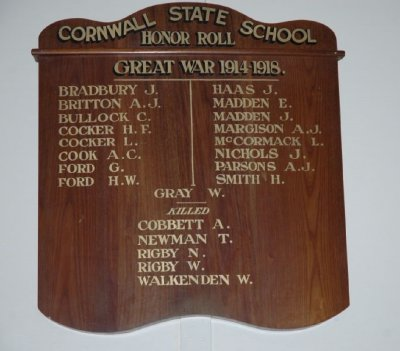 CORNWALL STATE SCHOOL
HONOR ROLL
GREAT WAR 1914-1918.
BRADBURY J.
BRITTON A.J.
BULLOCK C.
COCKER H.F.
COCKER L.
COOK A.C.
FORD G.
FORD H.W.
HAAS J.
MADDEN E.
MADDEN J.
MARGISON A.J.
MCCORMACK L.
NICHOLS J.
PARSONS A.J.
SMITH H.
GRAY W.
KILLED
COBBETT A.
NEWMAN T.
RIGBY N.
RIGBY W.
WALKENDEN W.